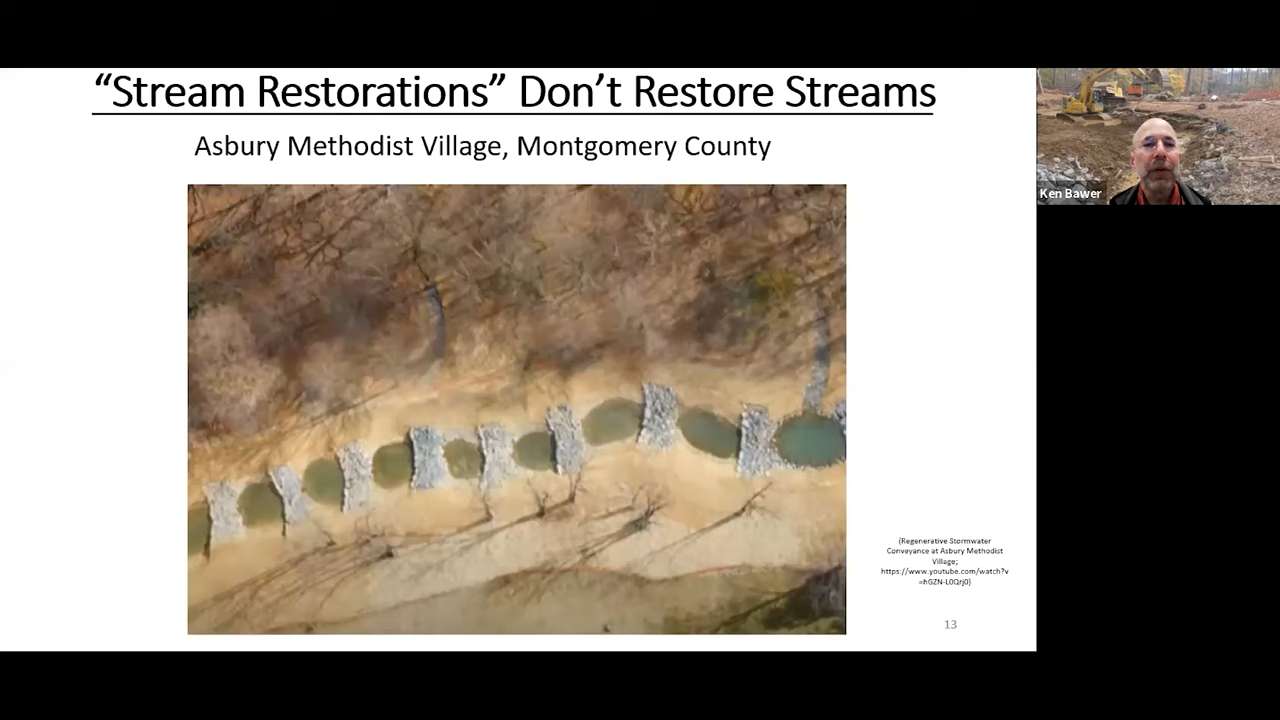 “Stream Restorations” Don’t Restore Streams
Asbury Methodist Village, Montgomery County
Ken Bawer
(Regenerative Stormwater
Conveyance at Asbury Methodist
Village;
https://www.youtube.com/watch?v
=hGZN-L0Qrj0)
13